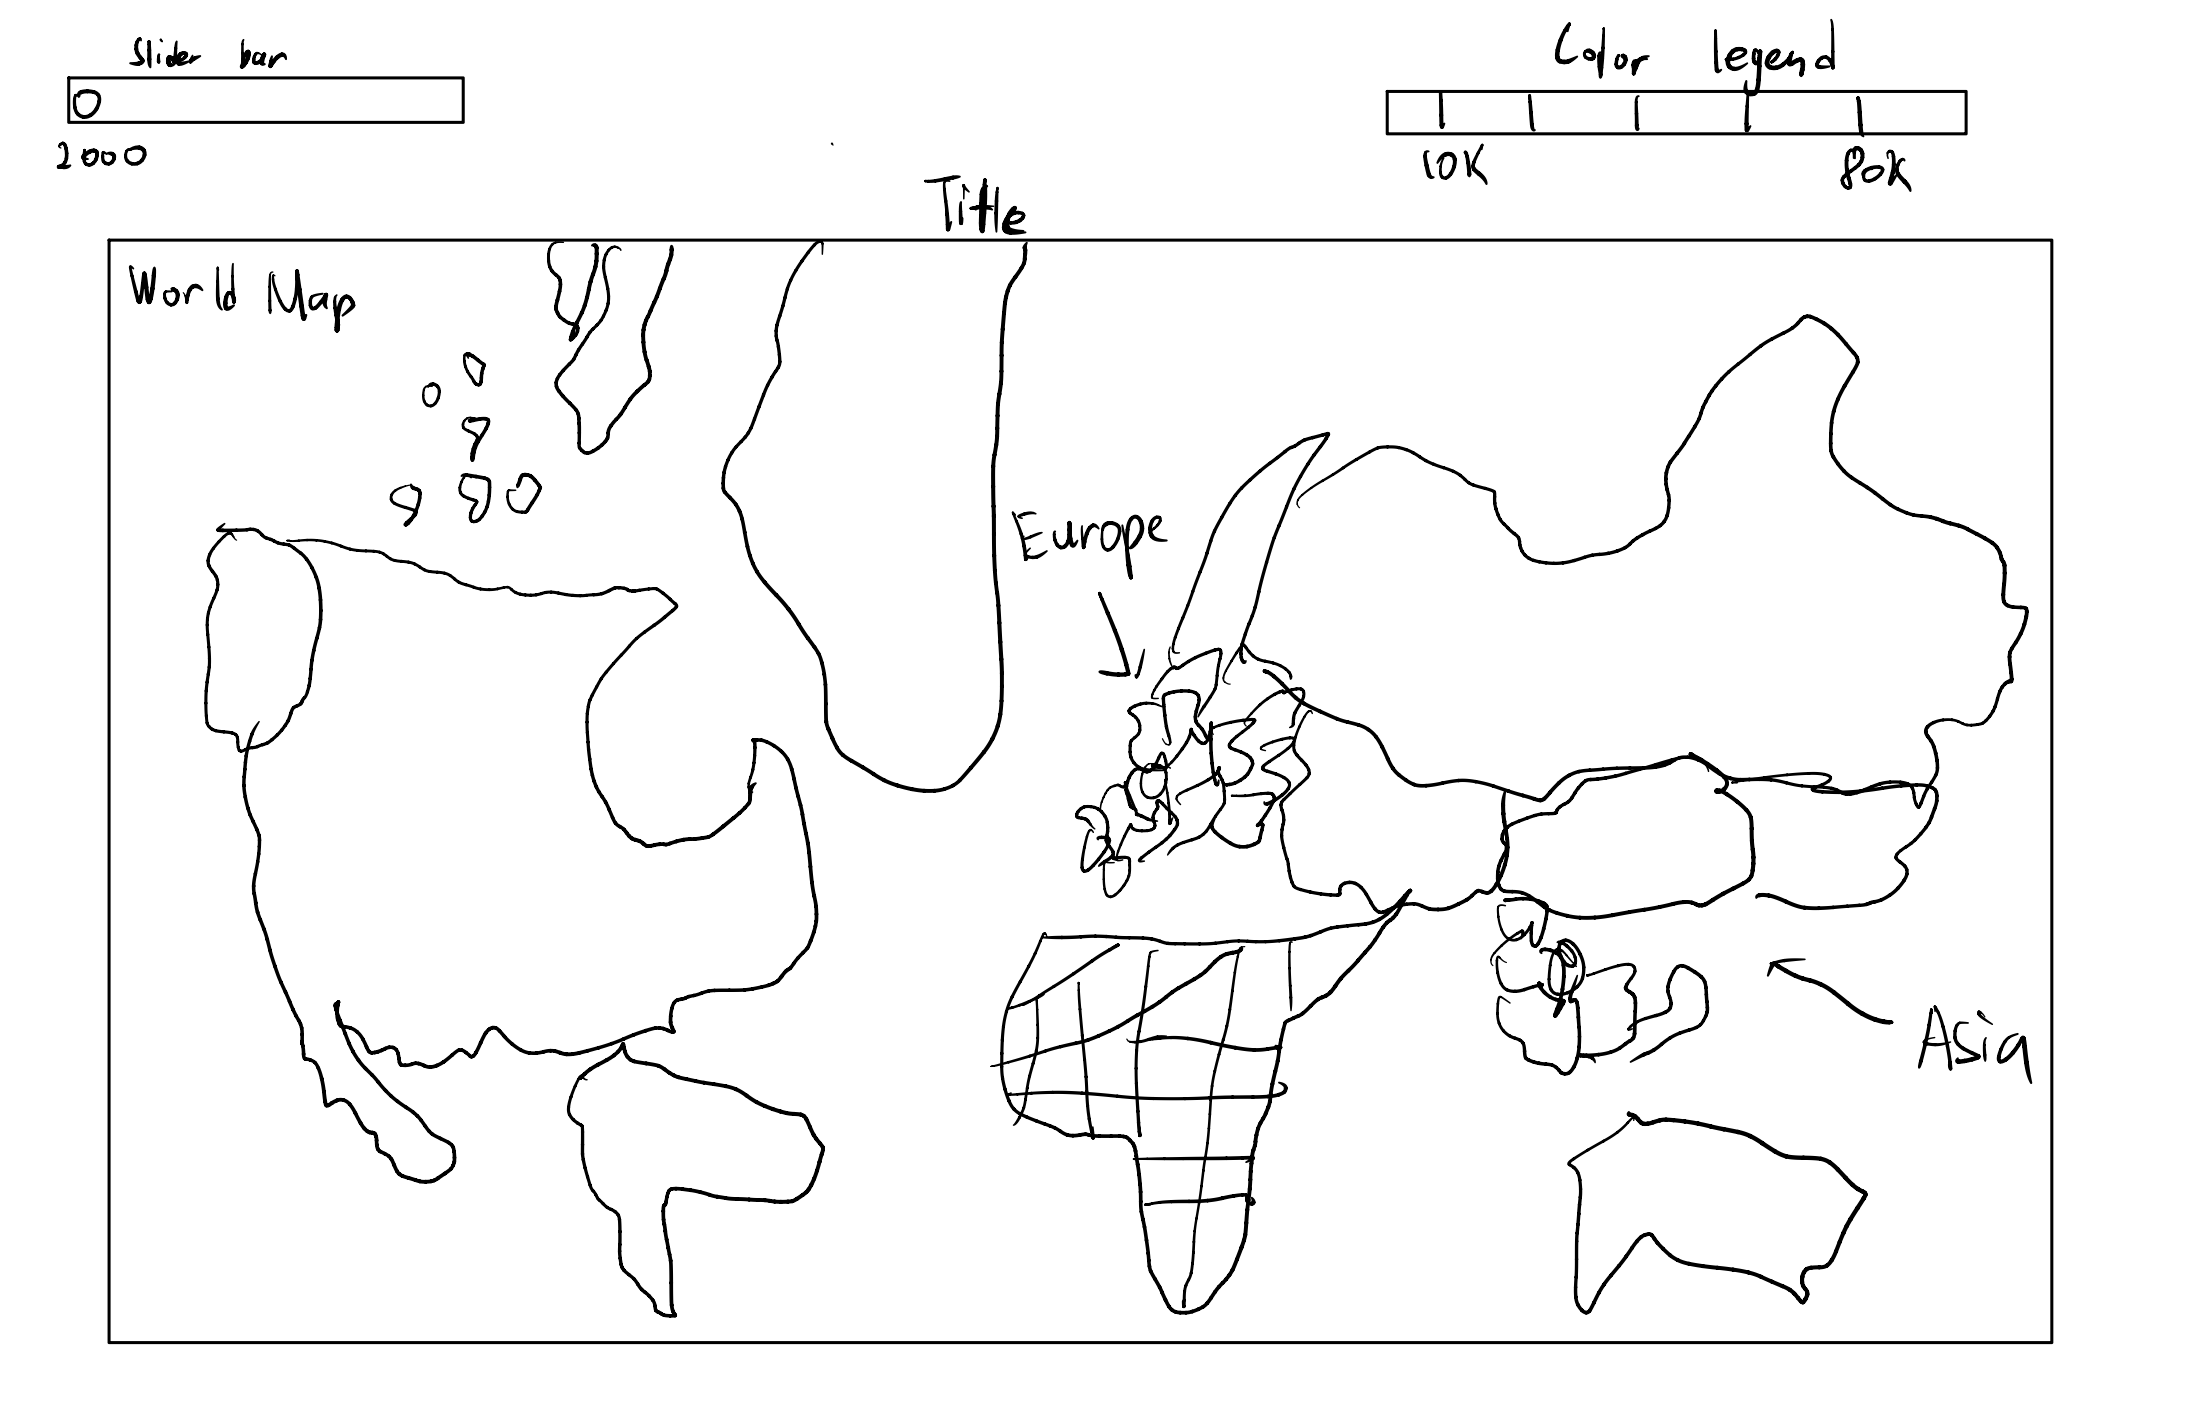 Slider bar
2000
Color legend
10K
80K
Title
World Map
Europe
Asia